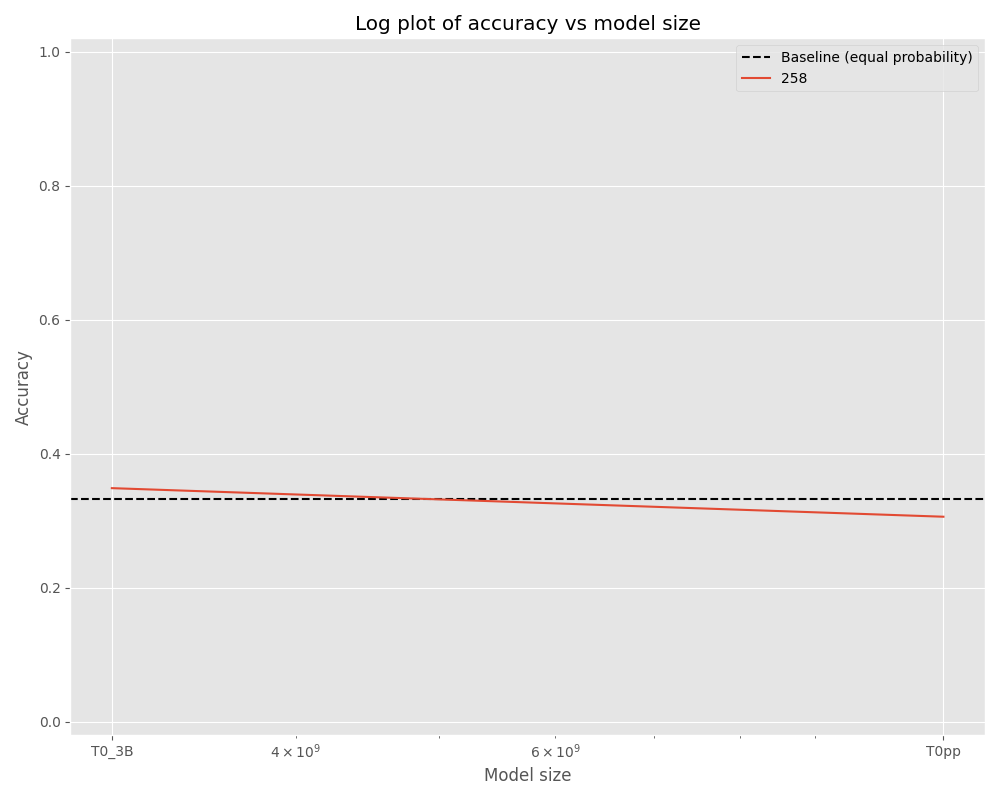 Log plot of accuracy vs model size
Baseline (equal probability)
258
Accuracy
1.0
0.8
0.6
0.4
0.2
0.0
T0_3B
4 × 10⁹
6 × 10⁹
T0pp
Model size